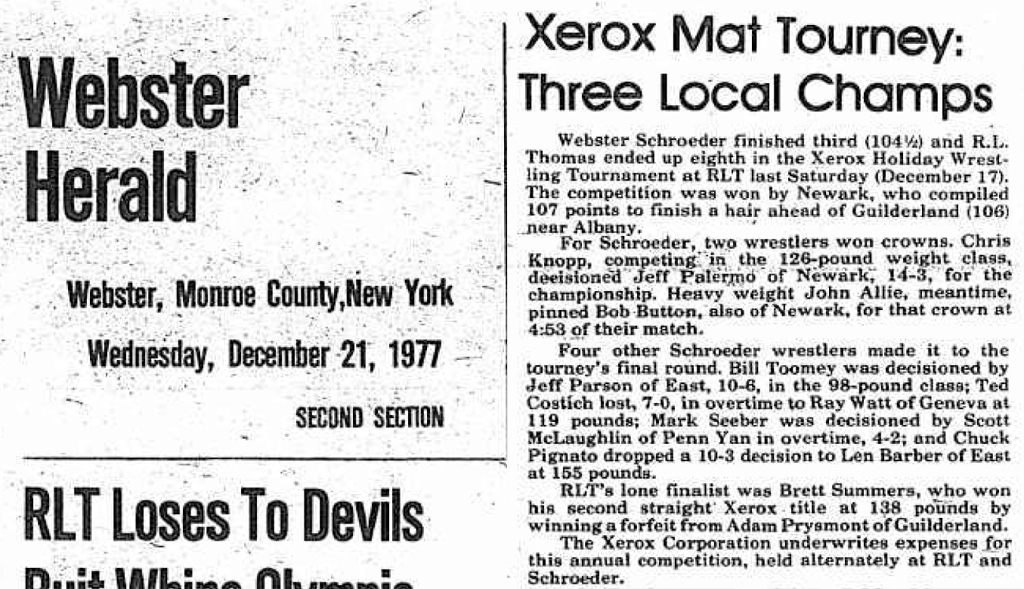 Webster
Herald
Webster, Monroe County,New York
Wednesday, December 21, 1977
SECOND SECTION
RLT Loses To Devils
Xerox Mat Tourney:
Three Local Champs
Webster Schroeder finished third (104½) and R.L.
Thomas ended up eighth in the Xerox Holiday Wrest-
ling Tournament at RLT last Saturday (December 17).
The competition was won by Newark, who compiled
107 points to finish a hair ahead of Guilderland (106)
near Albany.
For Schroeder, two wrestlers won crowns. Chris
Knopp, competing in the 126-pound weight class,
decisioned Jeff Palermo of Newark, 14-3, for the
championship. Heavy weight John Allie, meantime,
pinned Bob Button, also of Newark, for that crown at
4:53 of their match.
Four other Schroeder wrestlers made it to the
tourney's final round. Bill Toomey was decisioned by
Jeff Parson of East, 10-6, in the 98-pound class; Ted
Costich lost, 7-0, in overtime to Ray Watt of Geneva at
119 pounds; Mark Seeber was decisioned by Scott
McLaughlin of Penn Yan in overtime, 4-2; and Chuck
Pignato dropped a 10-3 decision to Len Barber of East
at 155 pounds.
RLT's lone finalist was Brett Summers, who won
his second straight Xerox title at 138 pounds by
winning a forfeit from Adam Prysmont of Guilderland.
The Xerox Corporation underwrites expenses for
this annual competition, held alternately at RLT and
Schroeder.